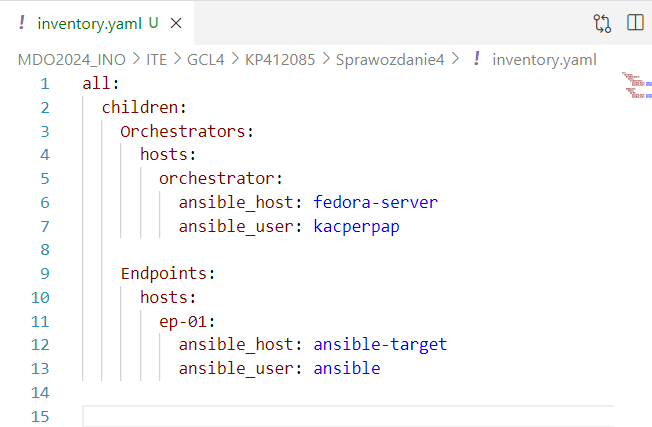 ! inventory.yaml U ×
MDO2024_INO > ITE > GCL4 > KP412085 > Sprawozdanie4 > ! inventory.yaml
1 all:
2   children:
3     Orchestrators:
4       hosts:
5         orchestrator:
6           ansible_host: fedora-server
7           ansible_user: kacperpap
8
9     Endpoints:
10       hosts:
11         ep-01:
12           ansible_host: ansible-target
13           ansible_user: ansible
14
15